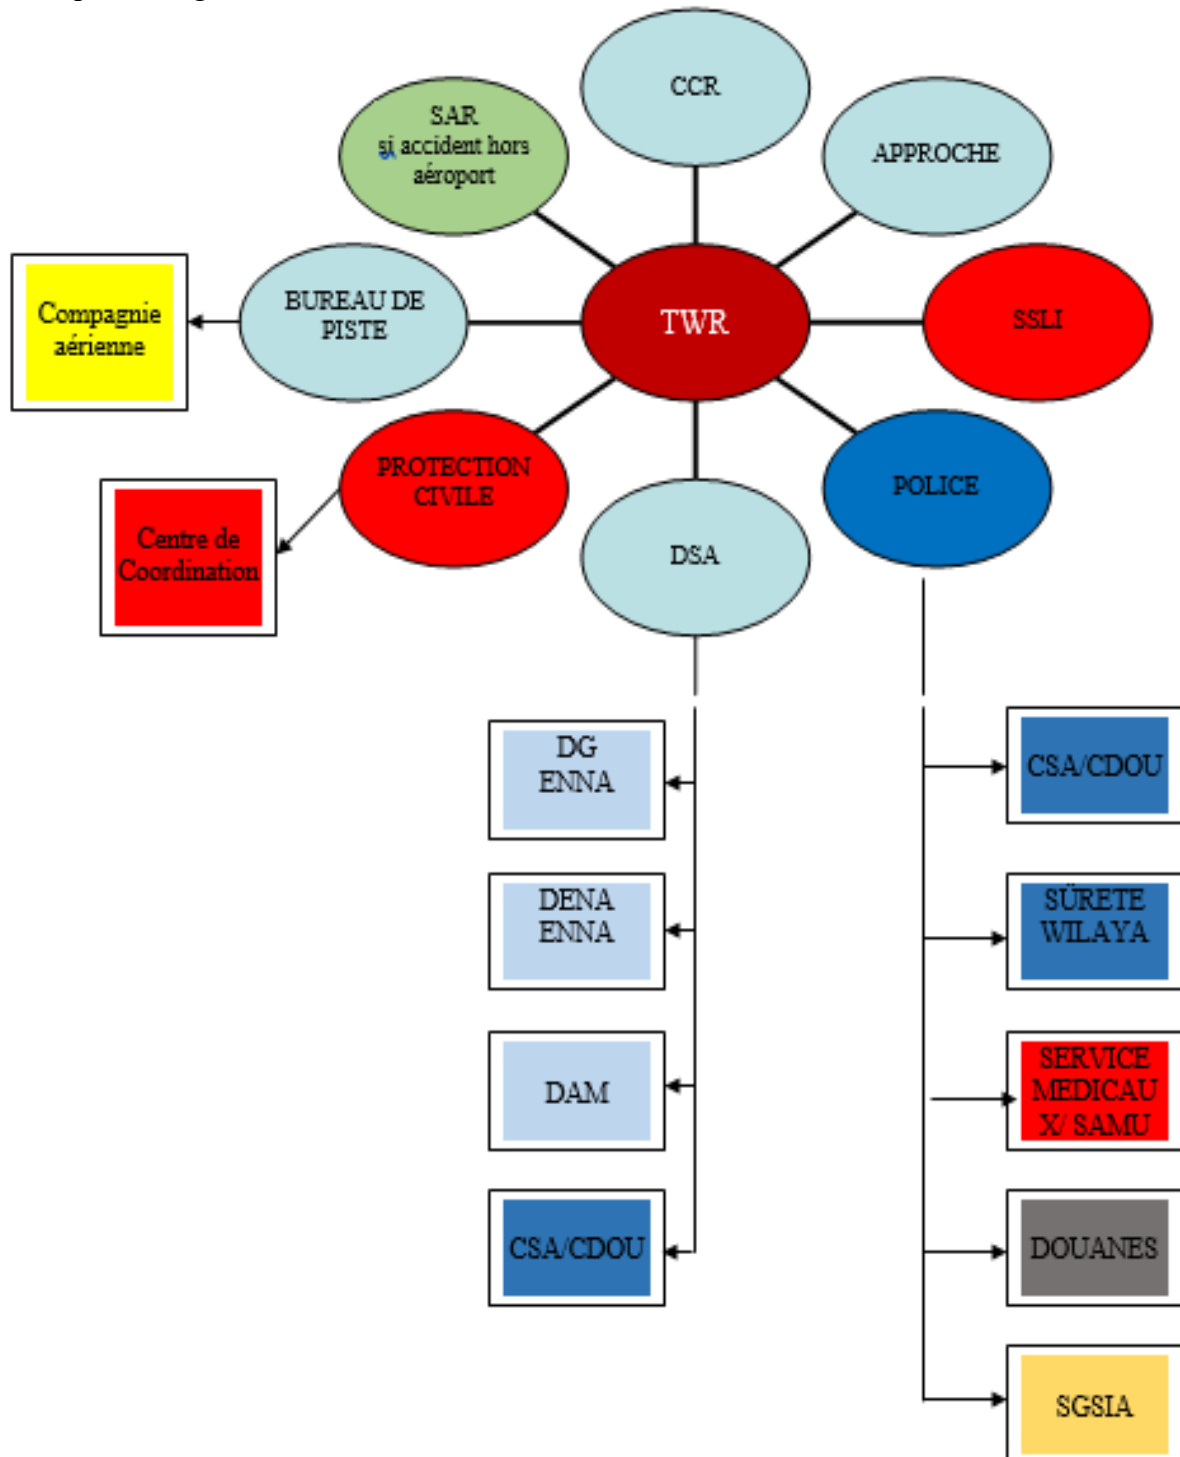 CCR
SAR
si accident hors
aéroport
APPROCHE
BUREAU DE
PISTE
TWR
SSLI
Compagnie
aérienne
PROTECTION
CIVILE
POLICE
Centre de
Coordination
DSA
DG
ENNA
CSA/CDOU
DENA
ENNA
SÜRETE
WILAYA
DAM
SERVICE
MEDICAU
X/ SAMU
CSA/CDOU
DOUANES
SGSIA